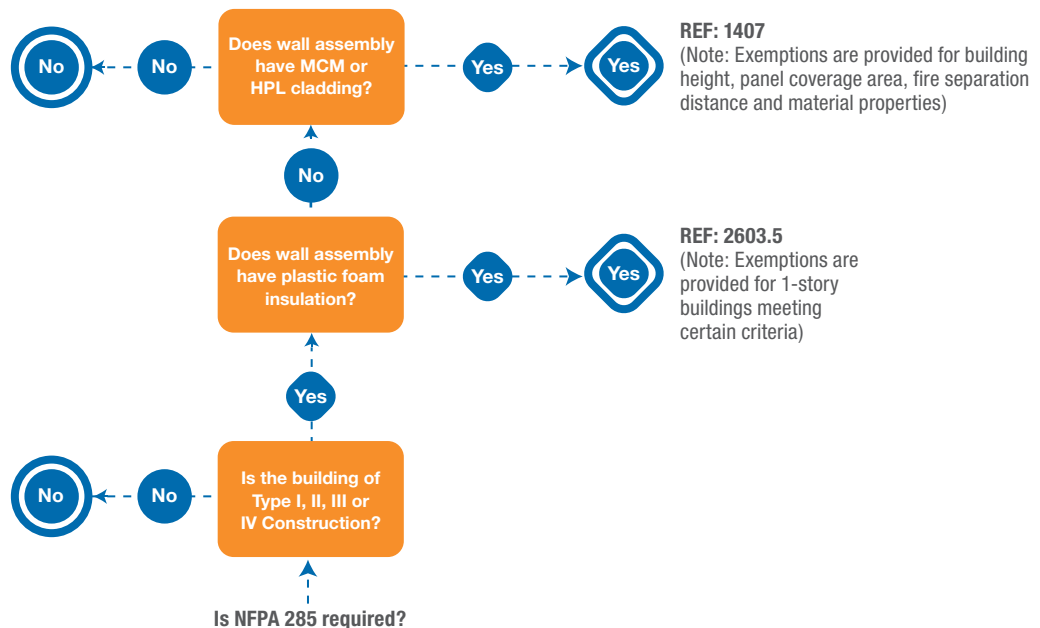 No
No
Does wall assembly
have MCM or
HPL cladding?
Yes
Yes
REF: 1407
(Note: Exemptions are provided for building
height, panel coverage area, fire separation
distance and material properties)
No
Does wall assembly
have plastic foam
insulation?
Yes
Yes
REF: 2603.5
(Note: Exemptions are
provided for 1-story
buildings meeting
certain criteria)
Yes
No
No
Is the building of
Type I, II, III or
IV Construction?
Is NFPA 285 required?